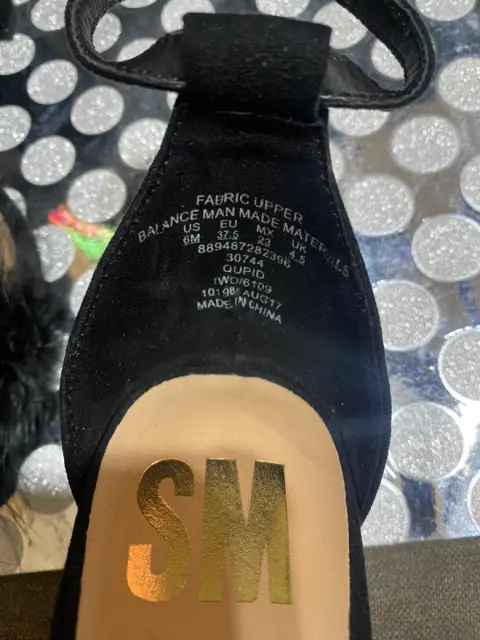 FABRIC UPPER
BALANCE MAN MADE MATERIALS
US EU MX UK
6M 37.5 23 4.5
889487282396
30744
QUPID
IWD/6109
AUG17
MADE IN CHINA
SM